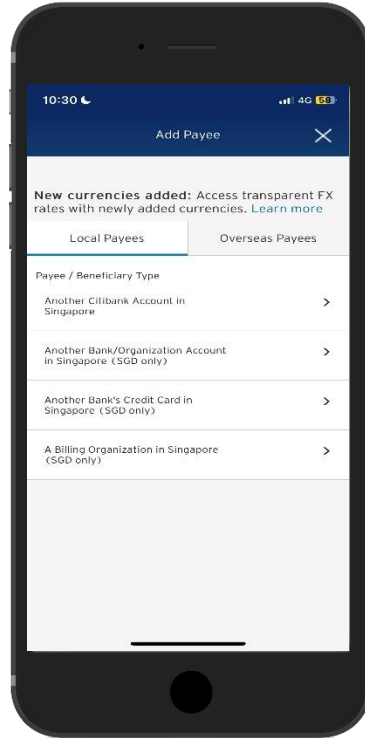 10:30
4G 58
Add Payee
New currencies added: Access transparent FX
rates with newly added currencies. Learn more
Local Payees
Overseas Payees
Payee / Beneficiary Type
Another Citibank Account in
Singapore
Another Bank/Organization Account
in Singapore (SGD only)
Another Bank's Credit Card in
Singapore (SGD only)
A Billing Organization in Singapore
(SGD only)